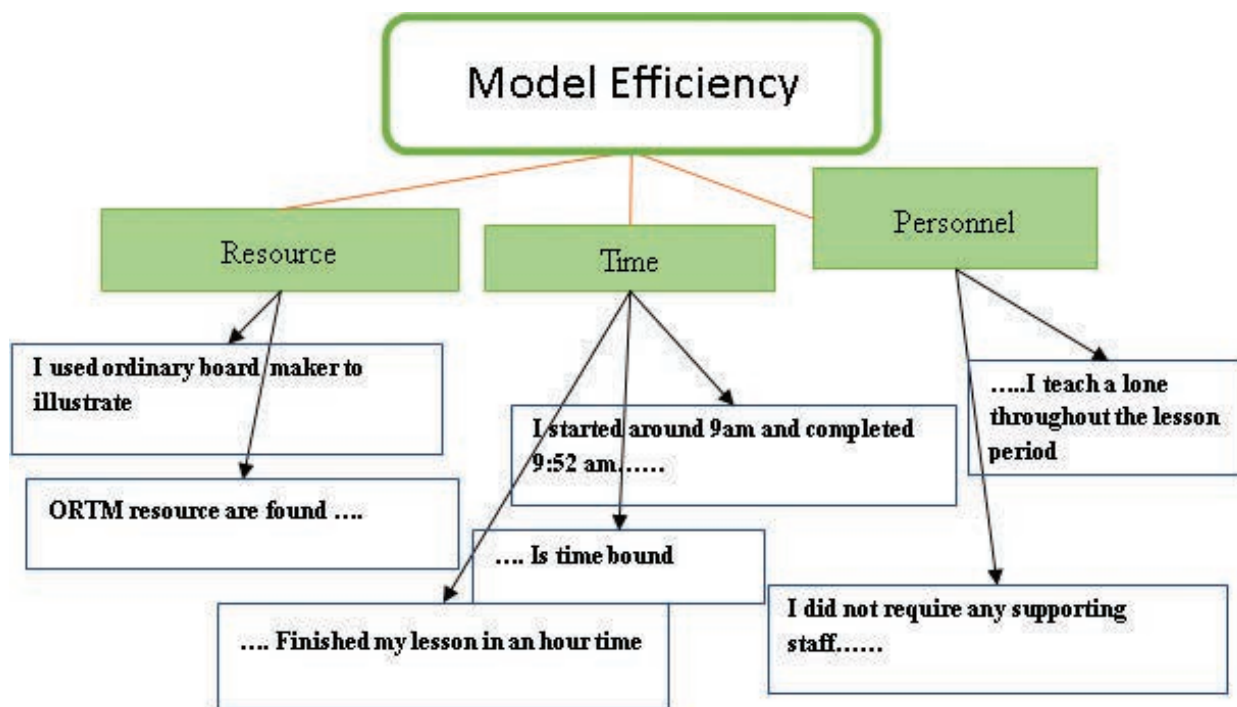 Model Efficiency
Resource
Time
Personnel
I used ordinary board maker to
illustrate
ORTM resource are found ....
I started around 9am and completed
9:52 am......
.... Is time bound
.... Finished my lesson in an hour time
.....I teach a lone
throughout the lesson
period
I did not require any supporting
staff......